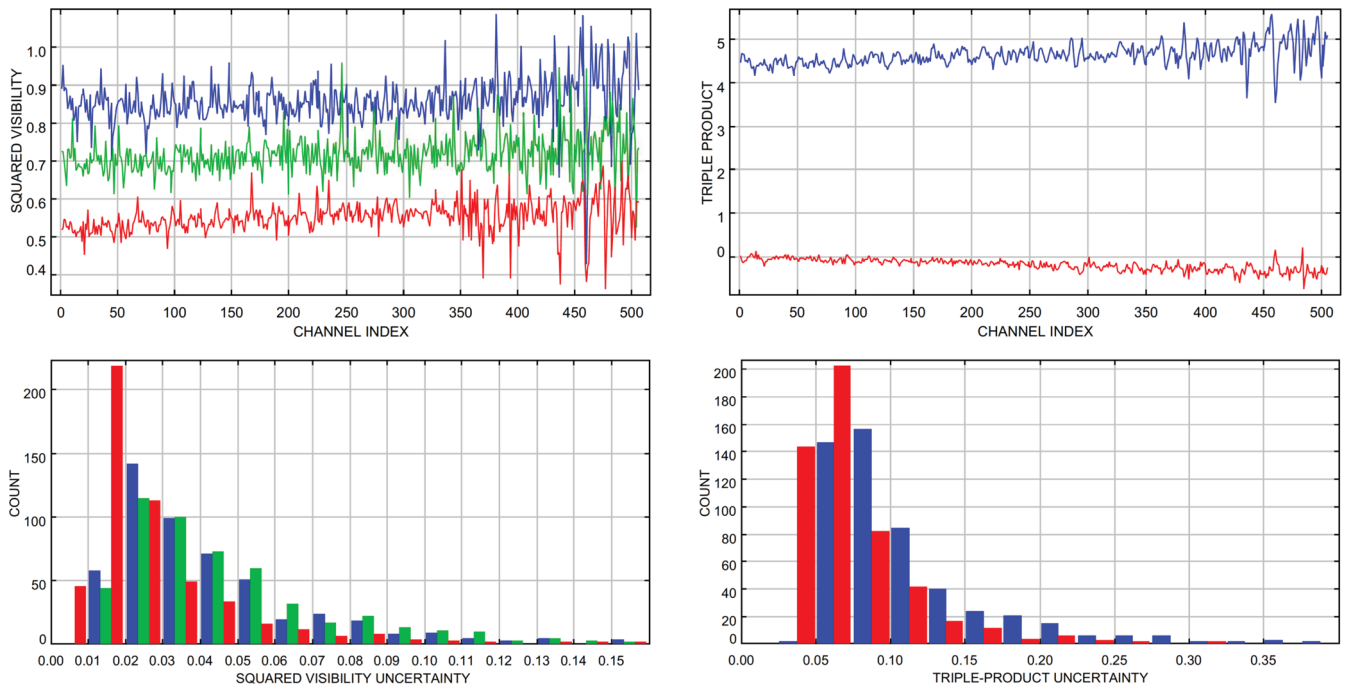 SQUARED VISIBILITY
1.0
0.9
0.8
0.7
0.6
0.5
0.4
0 50 100 150 200 250 300 350 400 450 500
CHANNEL INDEX
TRIPLE PRODUCT
5
4
3
2
1
0
0 50 100 150 200 250 300 350 400 450 500
CHANNEL INDEX
COUNT
200
150
100
50
0
0.00 0.01 0.02 0.03 0.04 0.05 0.06 0.07 0.08 0.09 0.10 0.11 0.12 0.13 0.14 0.15
SQUARED VISIBILITY UNCERTAINTY
COUNT
200
180
160
140
120
100
80
60
40
20
0
0.00 0.05 0.10 0.15 0.20 0.25 0.30 0.35
TRIPLE-PRODUCT UNCERTAINTY